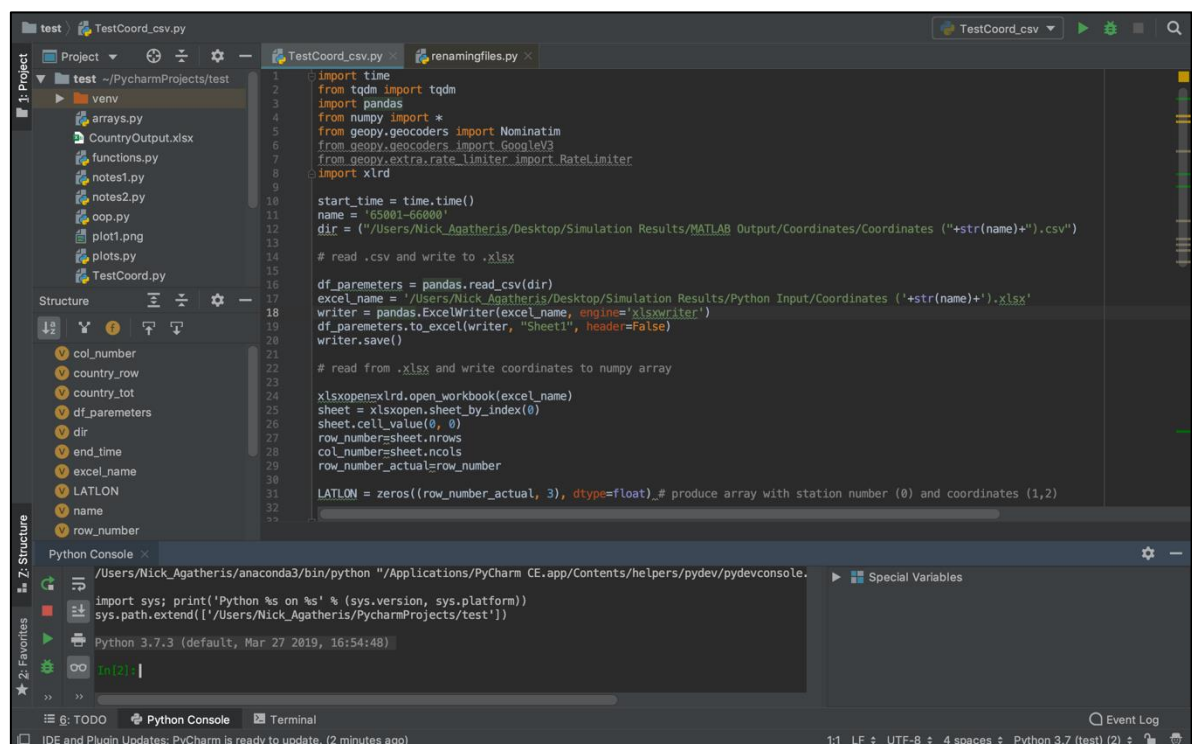 test TestCoord_csv.py TestCoord_csv
1: Project
Project
test ~/PycharmProjects/test
venv
arrays.py
CountryOutput.xlsx
functions.py
notes1.py
notes2.py
oop.py
plot1.png
plots.py
TestCoord.py
Structure
col_number
country_row
country_tot
df_paremeters
dir
end_time
excel_name
LATLON
name
row_number
TestCoord_csv.py renamingfiles.py
1 import time
2 from tqdm import tqdm
3 import pandas
4 from numpy import *
5 from geopy.geocoders import Nominatim
6 from geopy.geocoders import GoogleV3
7 from geopy.extra.rate_limiter import RateLimiter
8 import xlrd
9
10 start_time = time.time()
11 name = '65001-66000'
12 dir = ("/Users/Nick_Agatheris/Desktop/Simulation Results/MATLAB Output/Coordinates/Coordinates ("+str(name)+").csv")
13
14 # read .csv and write to .xlsx
15
16 df_paremeters = pandas.read_csv(dir)
17 excel_name = '/Users/Nick_Agatheris/Desktop/Simulation Results/Python Input/Coordinates ('+str(name)+').xlsx'
18 writer = pandas.ExcelWriter(excel_name, engine='xlsxwriter')
19 df_paremeters.to_excel(writer, "Sheet1", header=False)
20 writer.save()
21
22 # read from .xlsx and write coordinates to numpy array
23
24 xlsxopen=xlrd.open_workbook(excel_name)
25 sheet = xlsxopen.sheet_by_index(0)
26 sheet.cell_value(0, 0)
27 row_number=sheet.nrows
28 col_number=sheet.ncols
29 row_number_actual=row_number
30
31 LATLON = zeros((row_number_actual, 3), dtype=float) # produce array with station number (0) and coordinates (1,2)
32
33
Z: Structure
2: Favorites
Python Console
/Users/Nick_Agatheris/anaconda3/bin/python "/Applications/PyCharm CE.app/Contents/helpers/pydev/pydevconsole.
import sys; print('Python %s on %s' % (sys.version, sys.platform))
sys.path.extend(['/Users/Nick_Agatheris/PycharmProjects/test'])
Python 3.7.3 (default, Mar 27 2019, 16:54:48)
In[2]:
Special Variables
6: TODO Python Console Terminal Event Log
IDE and Plugin Updates: PyCharm is ready to update. (2 minutes ago) 1:1 LF UTF-8 4 spaces Python 3.7 (test) (2)